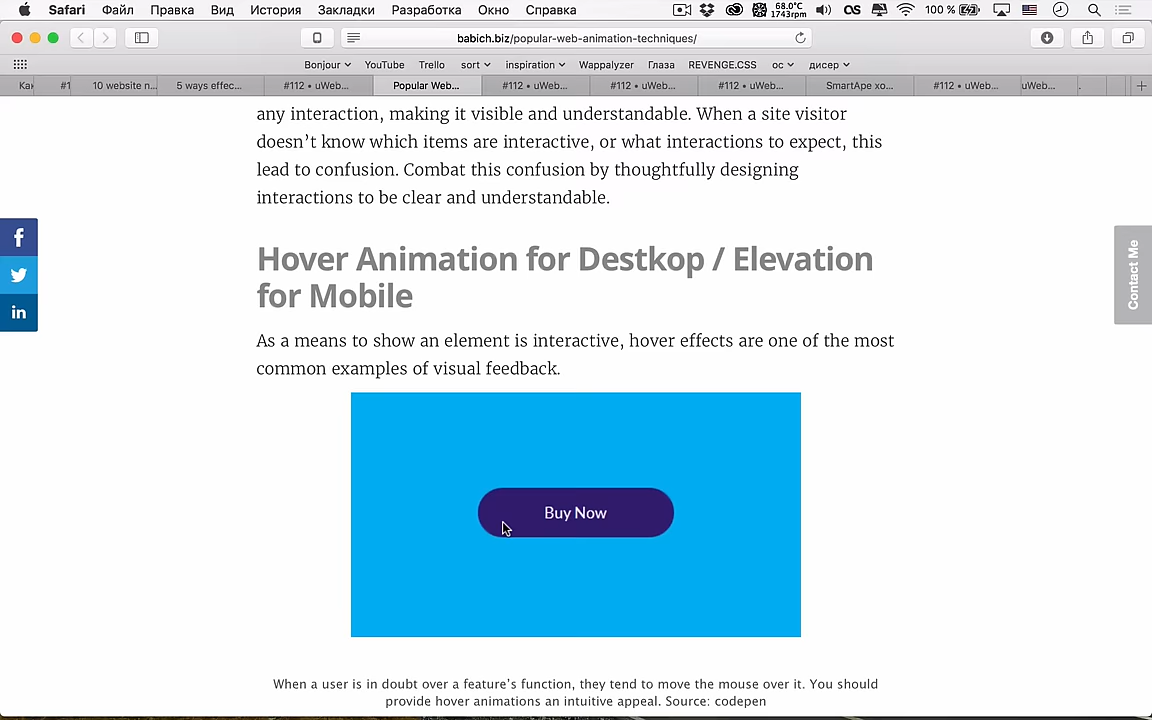 Safari Файл Правка Вид История Закладки Разработка Окно Справка 68.0°C 1743rpm 100 %
babich.biz/popular-web-animation-techniques/
Bonjour YouTube Trello sort inspiration Wappalyzer Глаза REVENGE.CSS ос дисер
Как #1 10 website n... 5 ways effec... #112 • uWeb... Popular Web... #112 • uWeb... #112 • uWeb... #112 • uWeb... SmartApe xo... #112 • uWeb... uWeb...
any interaction, making it visible and understandable. When a site visitor
doesn't know which items are interactive, or what interactions to expect, this
lead to confusion. Combat this confusion by thoughtfully designing
interactions to be clear and understandable.
Hover Animation for Destkop / Elevation
for Mobile
As a means to show an element is interactive, hover effects are one of the most
common examples of visual feedback.
Buy Now
When a user is in doubt over a feature's function, they tend to move the mouse over it. You should
provide hover animations an intuitive appeal. Source: codepen
f
in
Contact Me